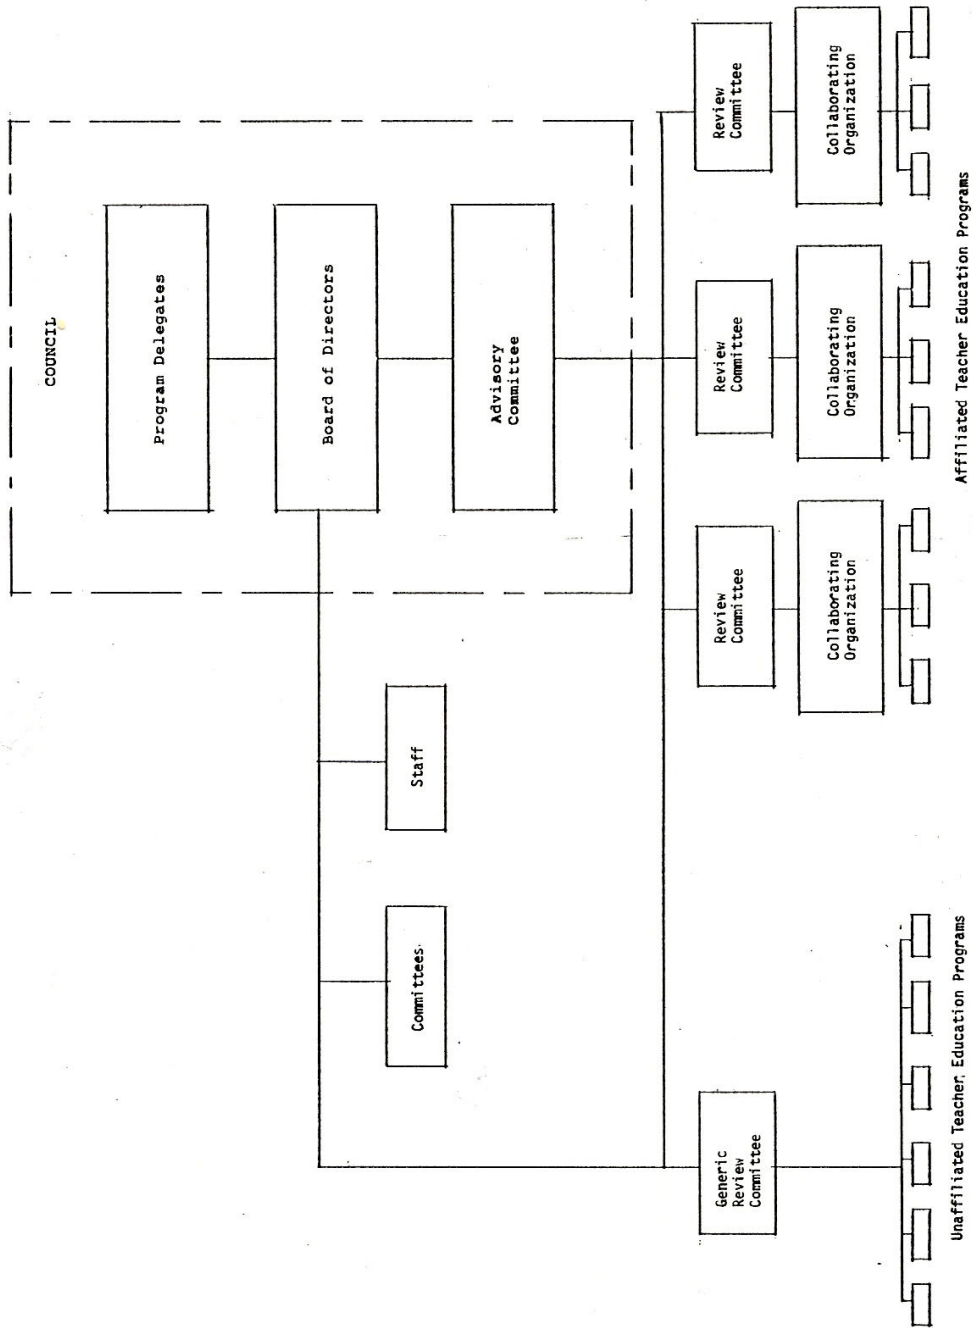 COUNCIL
Program Delegates
Board of Directors
Advisory
Committee
Committees
Staff
Generic
Review
Committee
Review
Committee
Review
Committee
Review
Committee
Collaborating
Organization
Collaborating
Organization
Collaborating
Organization
Unaffiliated Teacher Education Programs
Affiliated Teacher Education Programs